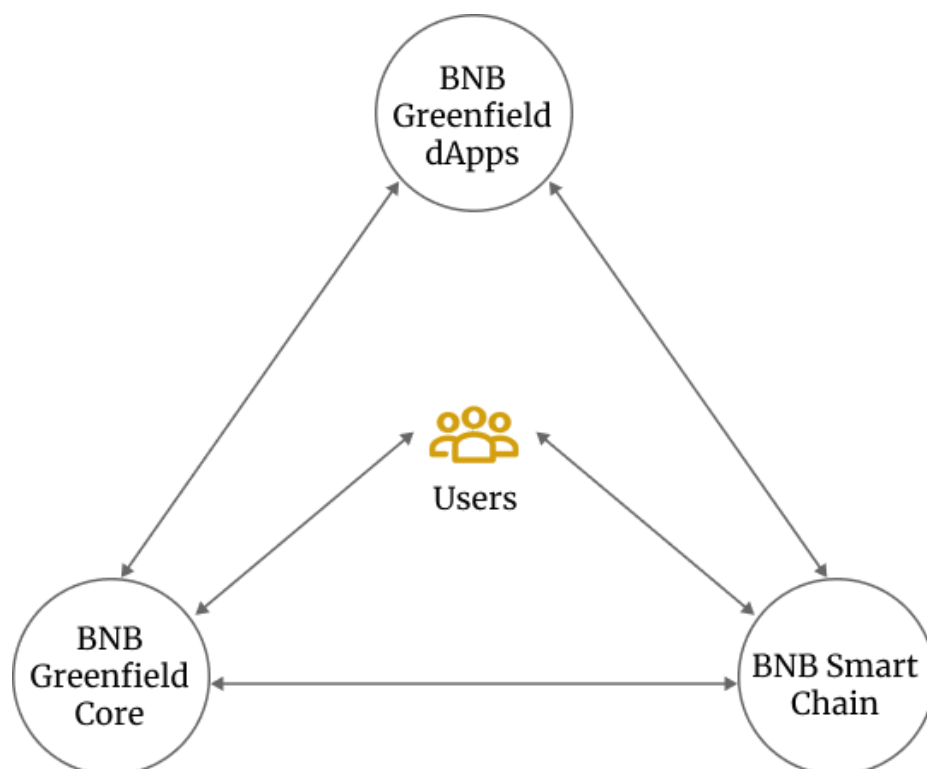 BNB
Greenfield
dApps
Users
BNB
Greenfield
Core
BNB Smart
Chain